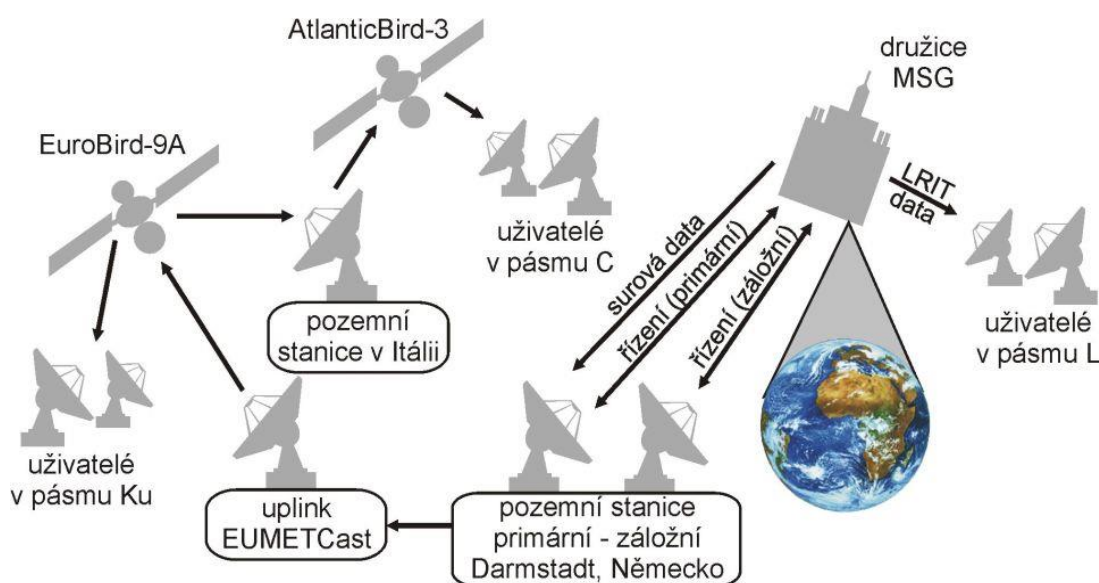 AtlanticBird-3
družice
MSG
EuroBird-9A
LRIT
data
uživatelé
v pásmu C
surová data
řízení (primární)
řízení (záložní)
uživatelé
v pásmu L
pozemní
stanice v Itálii
uživatelé
v pásmu Ku
uplink
EUMETCast
pozemní stanice
primární - záložní
Darmstadt, Německo